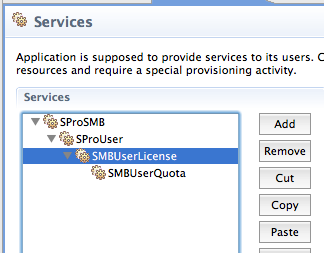 Services
Application is supposed to provide services to its users.
resources and require a special provisioning activity.
Services
SProSMB
SProUser
SMBUserLicense
SMBUserQuota
Add
Remove
Cut
Copy
Paste